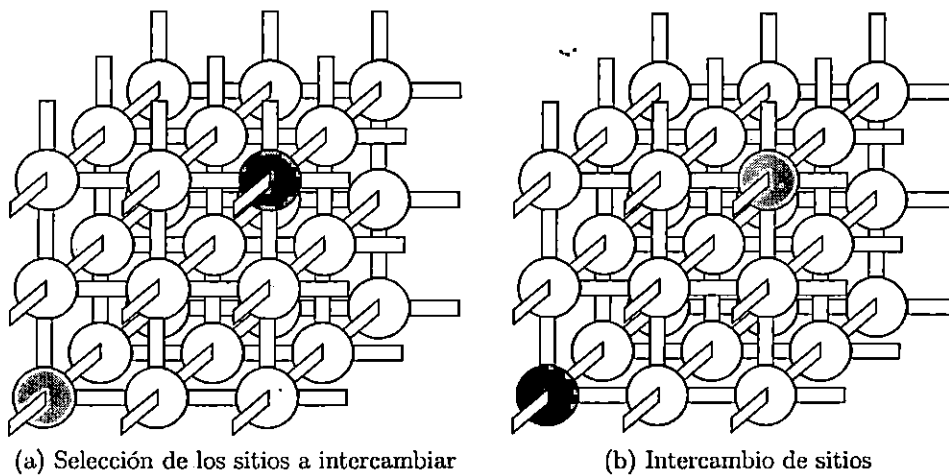 (a) Selección de los sitios a intercambiar
(b) Intercambio de sitios